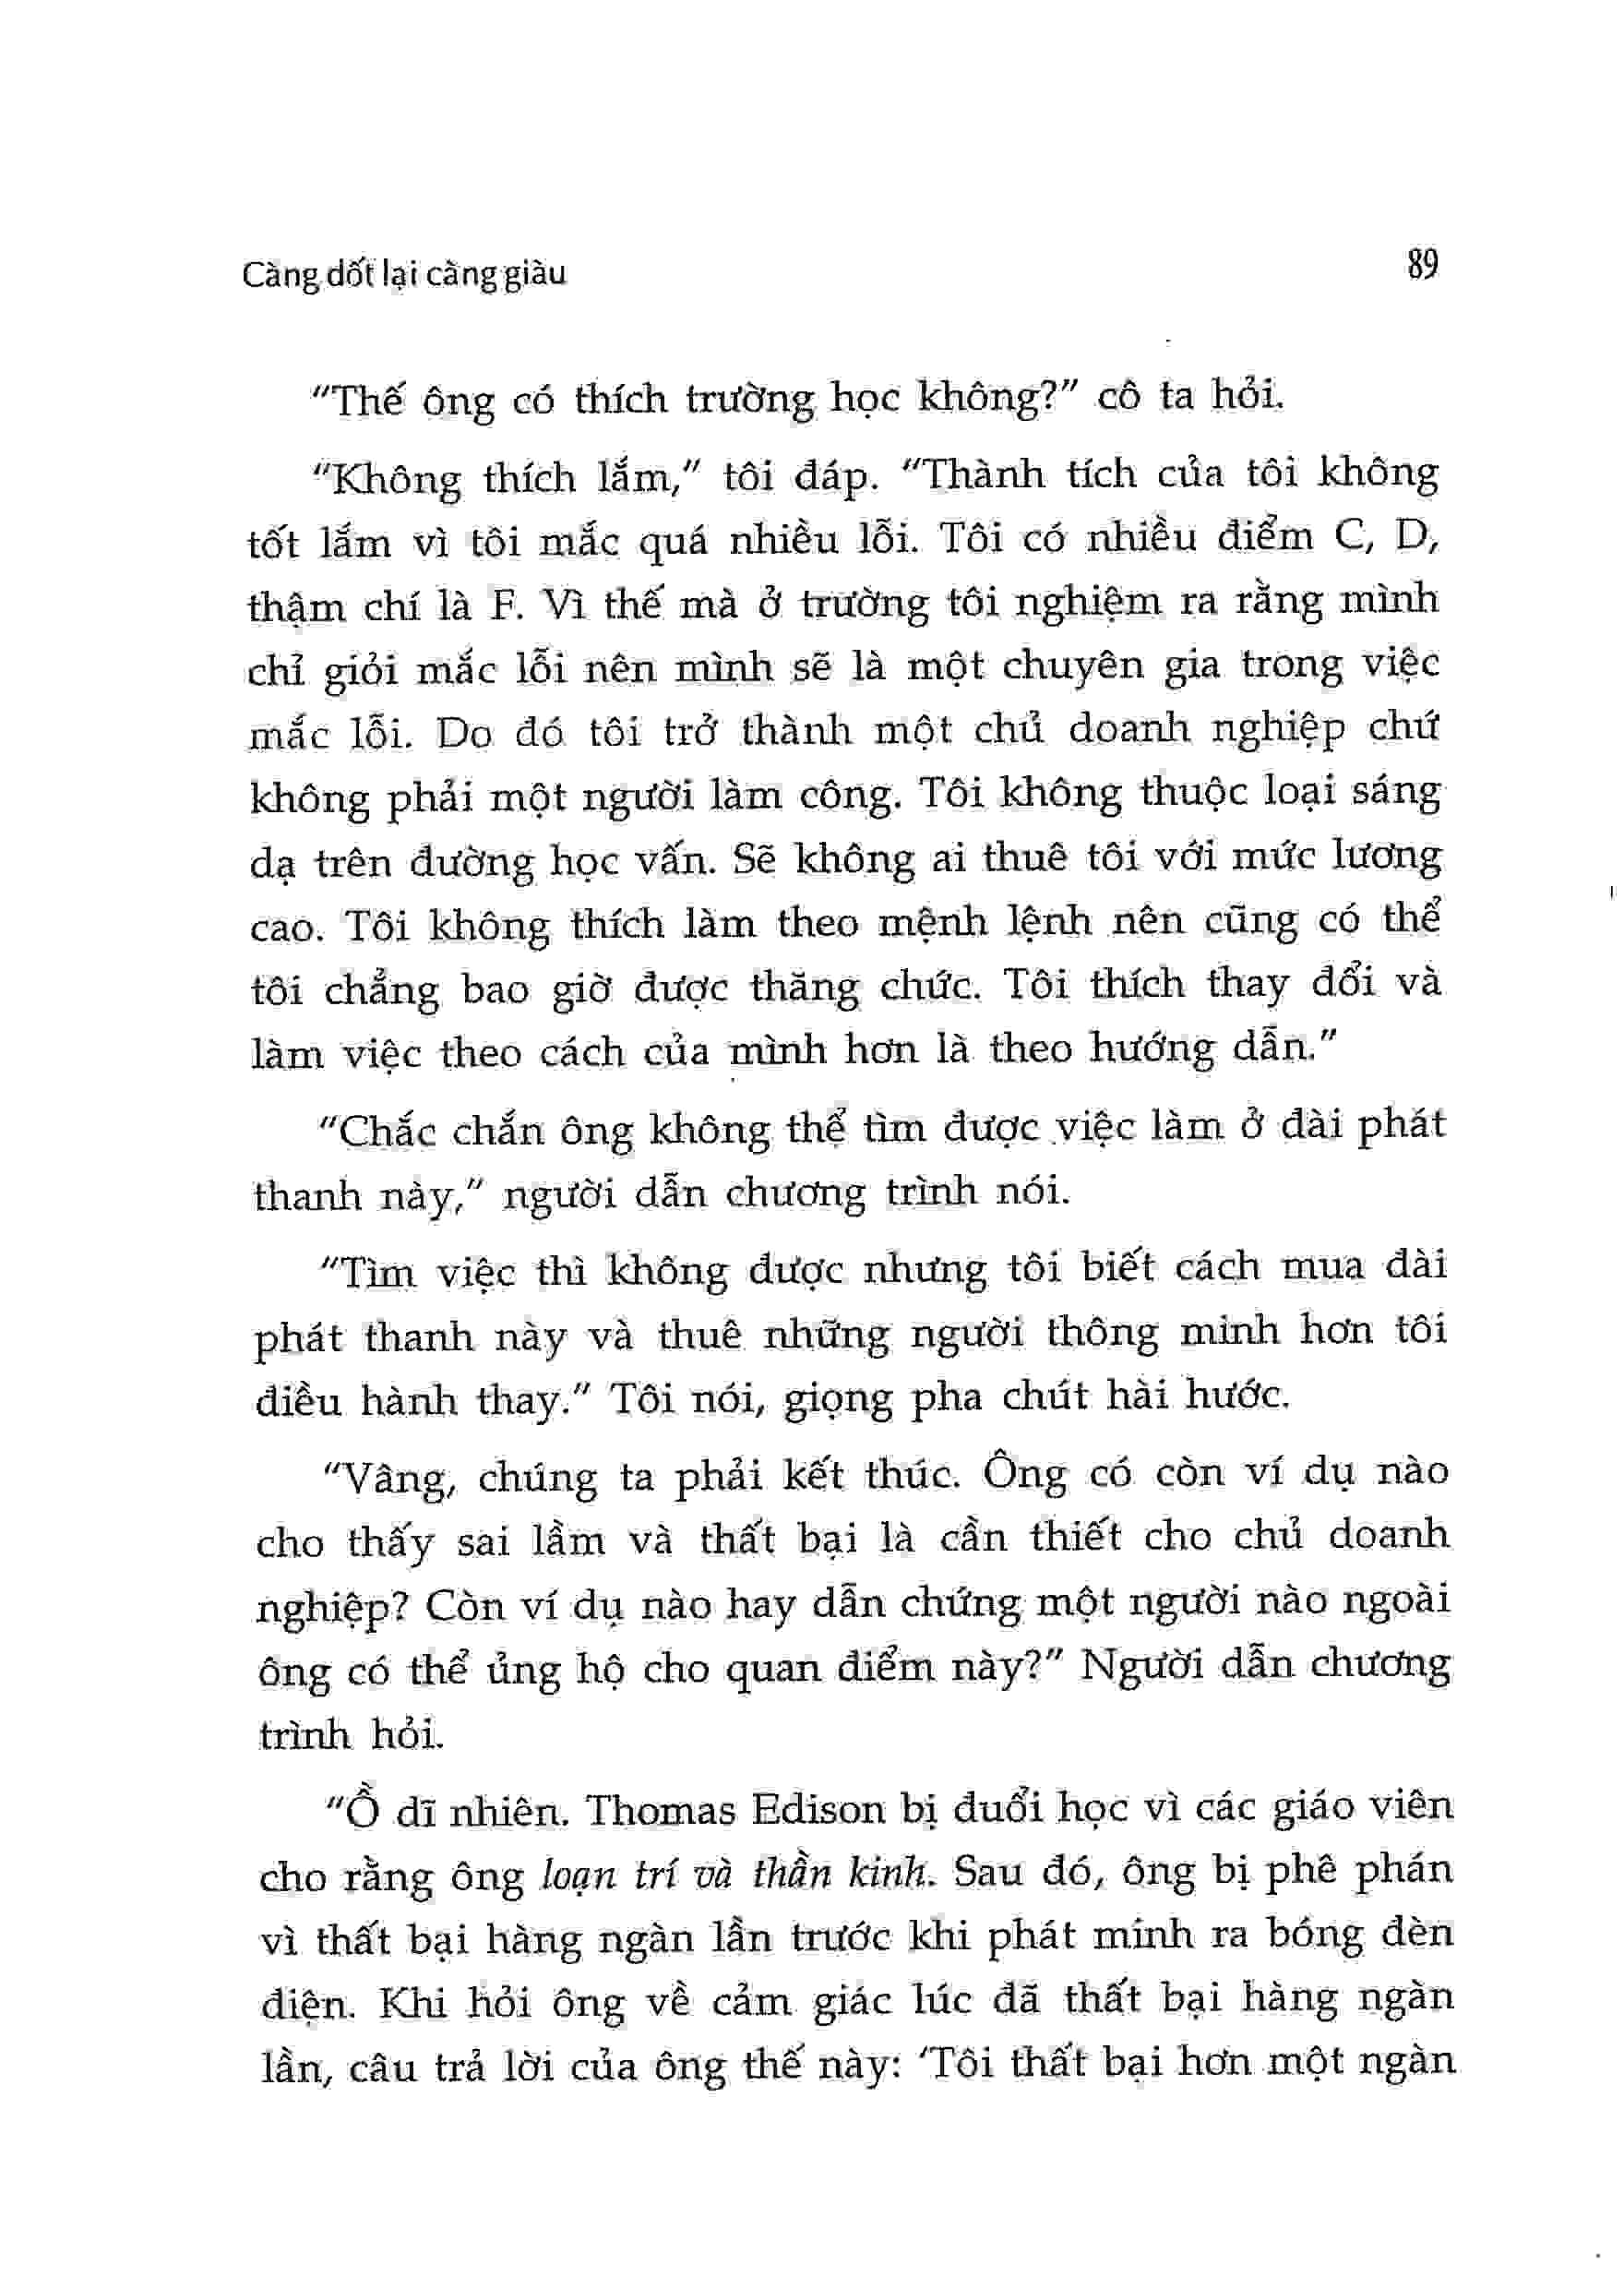 Càng dốt lại càng giàu
89
"Thế ông có thích trường học không?" cô ta hỏi.
"Không thích lắm," tôi đáp. "Thành tích của tôi không
tốt lắm vì tôi mắc quá nhiều lỗi. Tôi có nhiều điểm C, D,
thậm chí là F. Vì thế mà ở trường tôi nghiệm ra rằng mình
chỉ giỏi mắc lỗi nên mình sẽ là một chuyên gia trong việc
mắc lỗi. Do đó tôi trở thành một chủ doanh nghiệp chứ
không phải một người làm công. Tôi không thuộc loại sáng
dạ trên đường học vấn. Sẽ không ai thuê tôi với mức lương
cao. Tôi không thích làm theo mệnh lệnh nên cũng có thể
tôi chẳng bao giờ được thăng chức. Tôi thích thay đổi và
làm việc theo cách của mình hơn là theo hướng dẫn."
"Chắc chắn ông không thể tìm được việc làm ở đài phát
thanh này," người dẫn chương trình nói.
"Tìm việc thì không được nhưng tôi biết cách mua đài
phát thanh này và thuê những người thông minh hơn tôi
điều hành thay." Tôi nói, giọng pha chút hài hước.
"Vâng, chúng ta phải kết thúc. Ông có còn ví dụ nào
cho thấy sai lầm và thất bại là cần thiết cho chủ doanh
nghiệp? Còn ví dụ nào hay dẫn chứng một người nào ngoài
ông có thể ủng hộ cho quan điểm này?" Người dẫn chương
trình hỏi.
"Ồ dĩ nhiên. Thomas Edison bị đuổi học vì các giáo viên
cho rằng ông loạn trí và thần kinh. Sau đó, ông bị phê phán
vì thất bại hàng ngàn lần trước khi phát minh ra bóng đèn
điện. Khi hỏi ông về cảm giác lúc đã thất bại hàng ngàn
lần, câu trả lời của ông thế này: 'Tôi thất bại hơn một ngàn